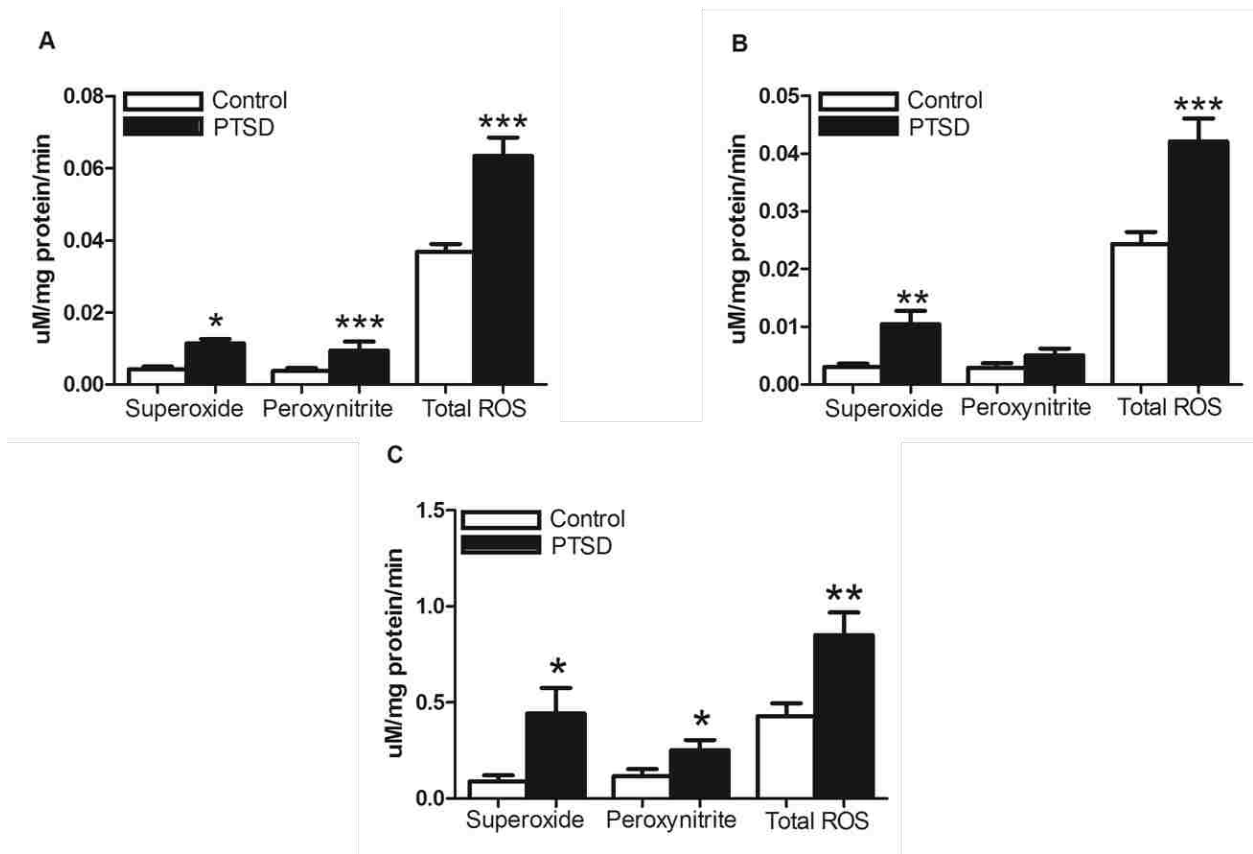 A
uM/mg protein/min
0.08
0.06
0.04
0.02
0.00
Control
PTSD
*
***
***
Superoxide Peroxynitrite Total ROS
B
uM/mg protein/min
0.05
0.04
0.03
0.02
0.01
0.00
Control
PTSD
**
***
Superoxide Peroxynitrite Total ROS
C
uM/mg protein/min
1.5
1.0
0.5
0.0
Control
PTSD
*
*
**
Superoxide Peroxynitrite Total ROS